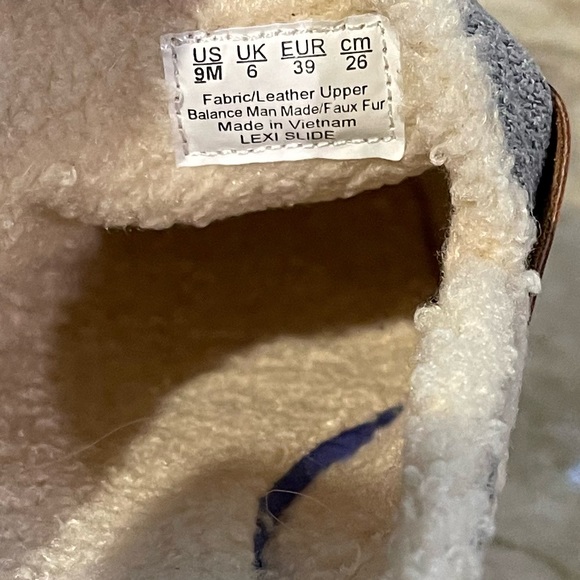 US UK EUR cm
9M 6 39 26
Fabric/Leather Upper
Balance Man Made/Faux Fur
Made in Vietnam
LEXI SLIDE